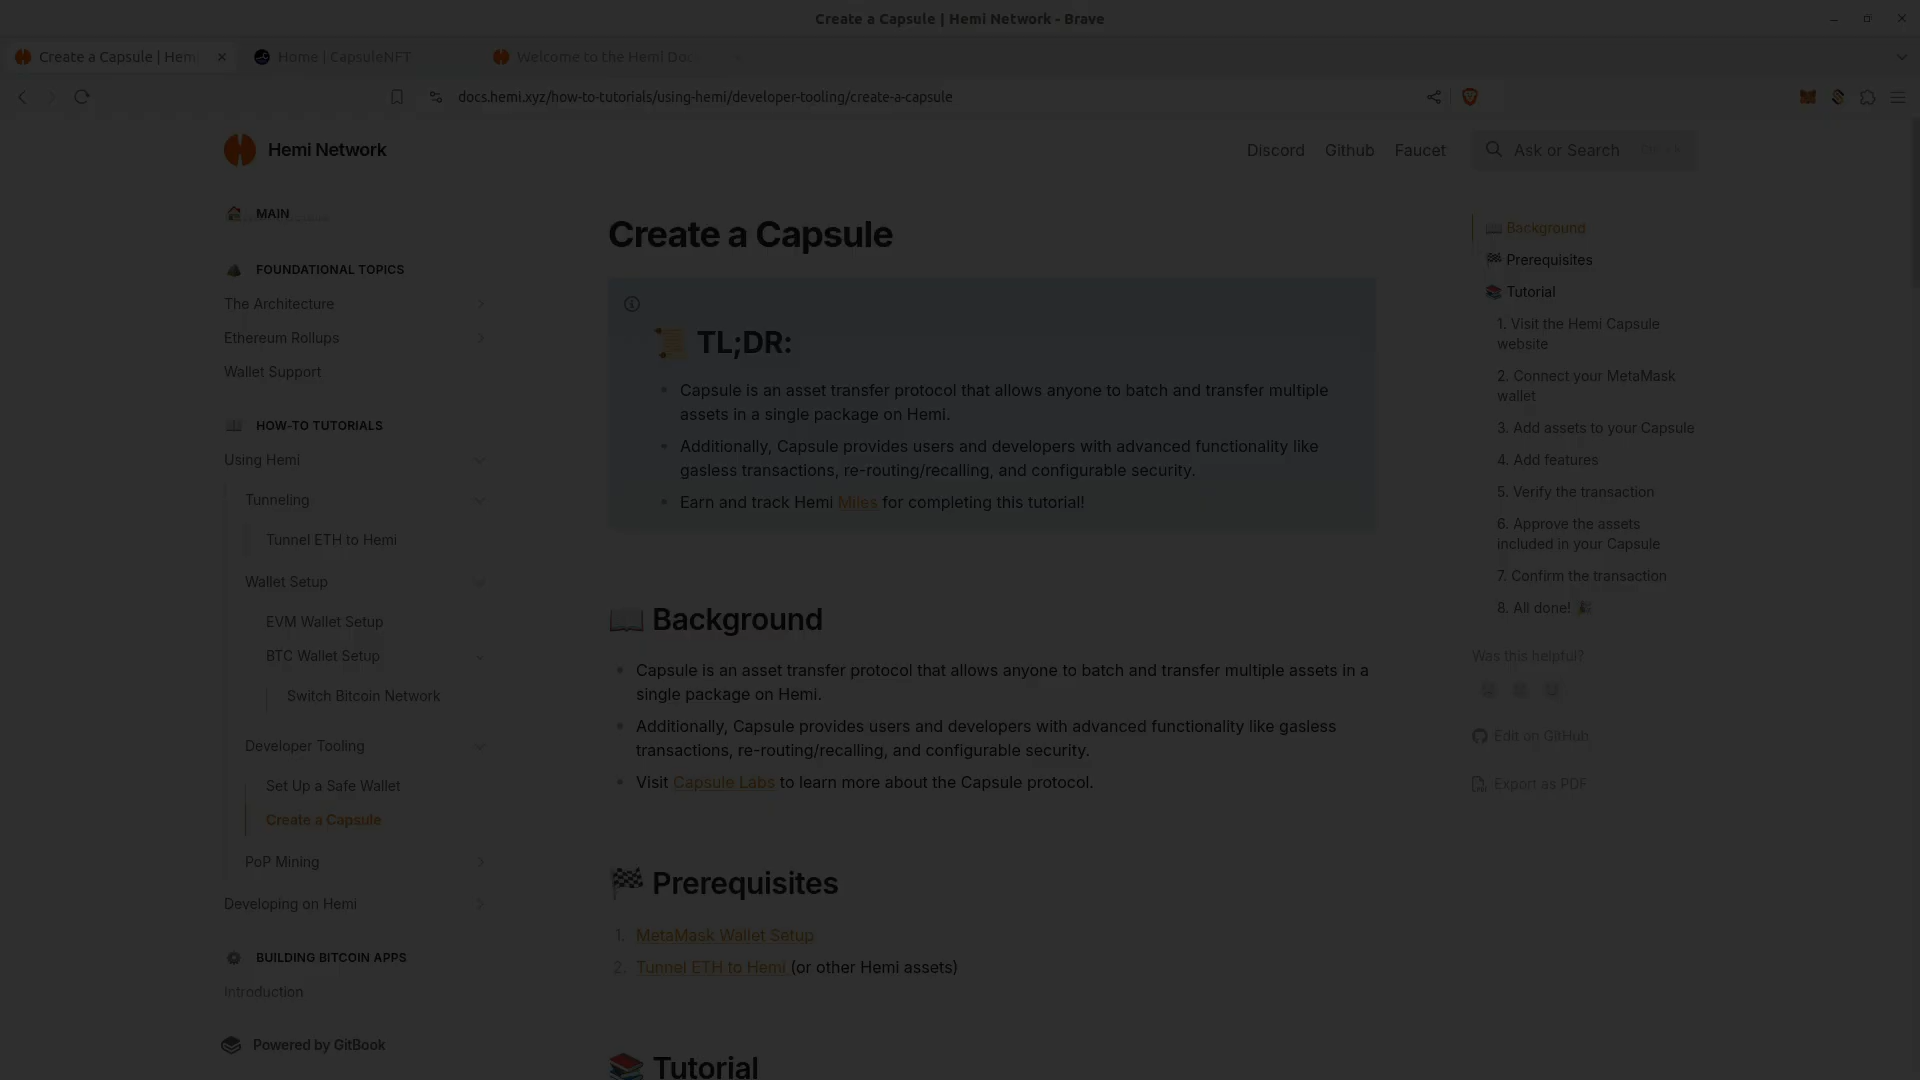 Create a Capsule | Hemi Network - Brave
Create a Capsule | Hem
Home | CapsuleNFT
Welcome to the Hemi Doc
docs.hemi.xyz/how-to-tutorials/using-hemi/developer-tooling/create-a-capsule
Hemi Network
Discord
Github
Faucet
Ask or Search
MAIN
FOUNDATIONAL TOPICS
The Architecture
Ethereum Rollups
Wallet Support
HOW-TO TUTORIALS
Using Hemi
Tunneling
Tunnel ETH to Hemi
Wallet Setup
EVM Wallet Setup
BTC Wallet Setup
Switch Bitcoin Network
Developer Tooling
Set Up a Safe Wallet
Create a Capsule
PoP Mining
Developing on Hemi
BUILDING BITCOIN APPS
Introduction
Powered by GitBook
Create a Capsule
📜 TL;DR:
Capsule is an asset transfer protocol that allows anyone to batch and transfer multiple
assets in a single package on Hemi.
Additionally, Capsule provides users and developers with advanced functionality like
gasless transactions, re-routing/recalling, and configurable security.
Earn and track Hemi Miles for completing this tutorial!
📖 Background
Capsule is an asset transfer protocol that allows anyone to batch and transfer multiple assets in a
single package on Hemi.
Additionally, Capsule provides users and developers with advanced functionality like gasless
transactions, re-routing/recalling, and configurable security.
Visit Capsule Labs to learn more about the Capsule protocol.
🏁 Prerequisites
1. MetaMask Wallet Setup
2. Tunnel ETH to Hemi (or other Hemi assets)
📚 Tutorial
📖 Background
🏁 Prerequisites
📚 Tutorial
1. Visit the Hemi Capsule
website
2. Connect your MetaMask
wallet
3. Add assets to your Capsule
4. Add features
5. Verify the transaction
6. Approve the assets
included in your Capsule
7. Confirm the transaction
8. All done! 🎉
Was this helpful?
Edit on GitHub
Export as PDF